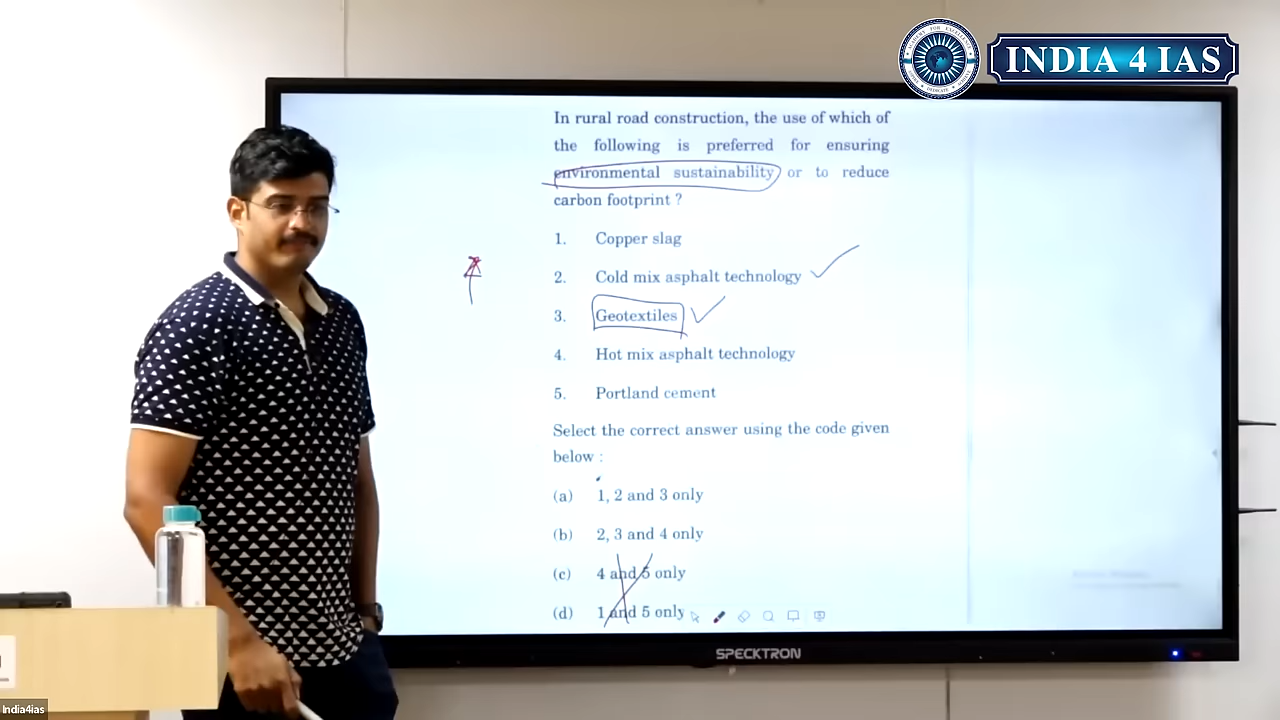 INDIA 4 IAS
In rural road construction, the use of which of
the following is preferred for ensuring
environmental sustainability or to reduce
carbon footprint ?
1. Copper slag
2. Cold mix asphalt technology
3. Geotextiles
4. Hot mix asphalt technology
5. Portland cement
Select the correct answer using the code given
below :
(a) 1, 2 and 3 only
(b) 2, 3 and 4 only
(c) 4 and 5 only
(d) 1 and 5 only
SPECKTRON
India4ias